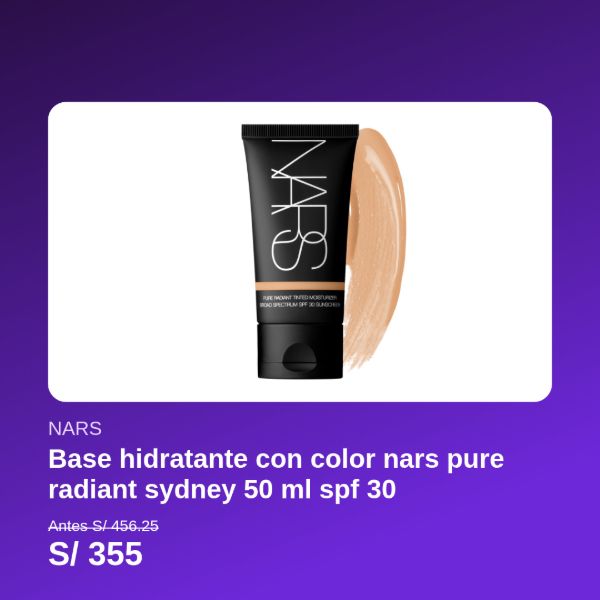 NARS
PURE RADIANT TINTED MOISTURIZER
BROAD SPECTRUM SPF 30 SUNSCREEN
NARS
Base hidratante con color nars pure
radiant sydney 50 ml spf 30
Antes S/ 456.25
S/ 355